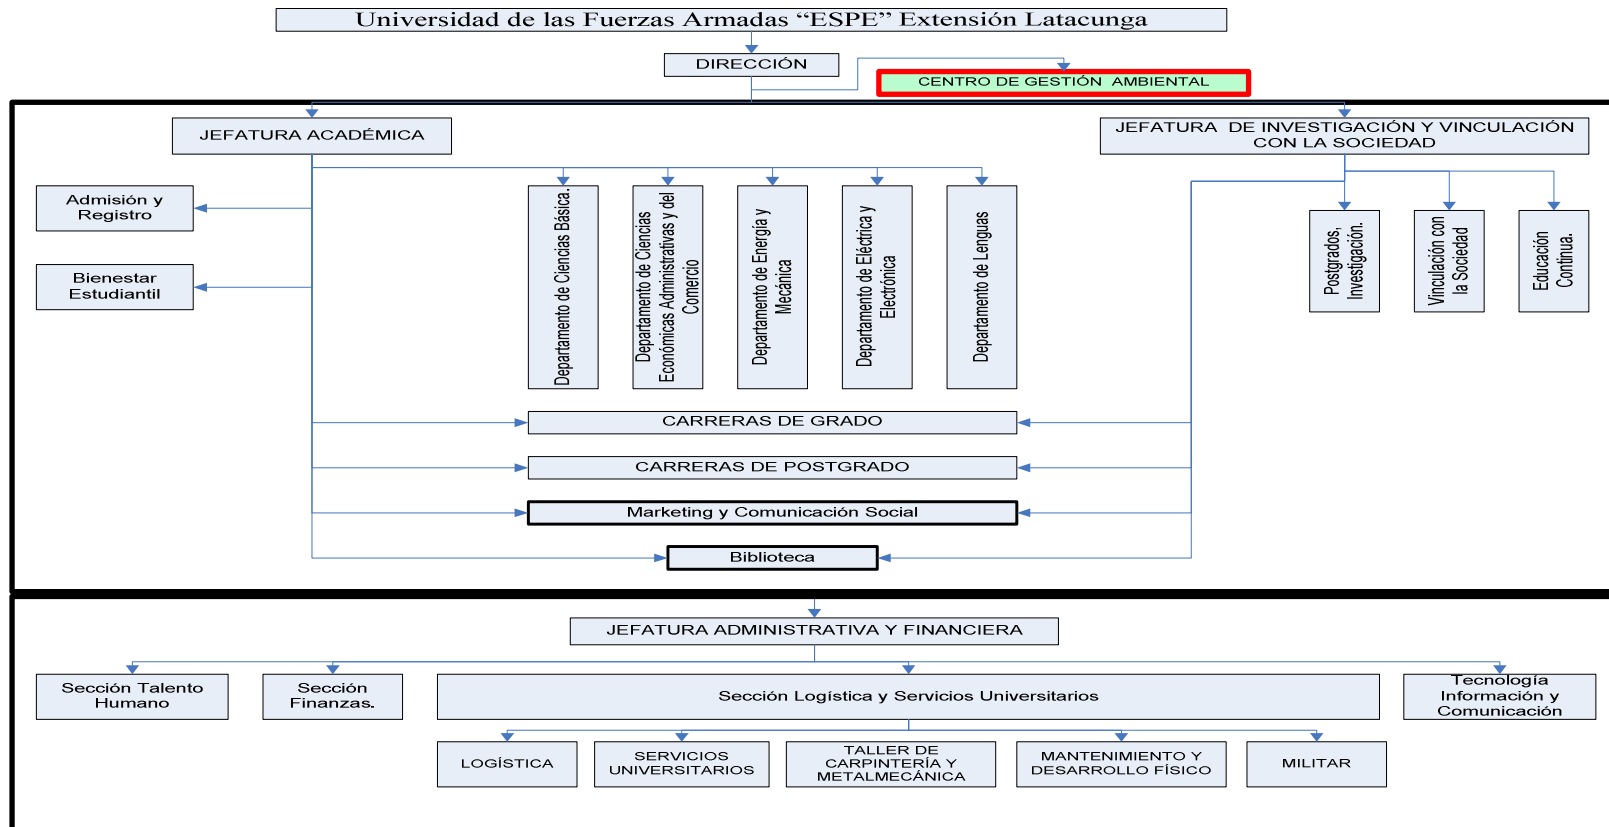 Universidad de las Fuerzas Armadas “ESPE” Extensión Latacunga
DIRECCIÓN
CENTRO DE GESTIÓN AMBIENTAL
JEFATURA ACADÉMICA
JEFATURA DE INVESTIGACIÓN Y VINCULACIÓN
CON LA SOCIEDAD
Admisión y
Registro
Bienestar
Estudiantil
Departamento de Ciencias Básica.
Departamento de Ciencias
Económicas Administrativas y del
Comercio
Departamento de Energía y
Mecánica
Departamento de Eléctrica y
Electrónica
Departamento de Lenguas
Postgrados,
Investigación.
Vinculación con
la Sociedad
Educación
Continua.
CARRERAS DE GRADO
CARRERAS DE POSTGRADO
Marketing y Comunicación Social
Biblioteca
JEFATURA ADMINISTRATIVA Y FINANCIERA
Sección Talento
Humano
Sección
Finanzas.
Sección Logística y Servicios Universitarios
Tecnología
Información y
Comunicación
LOGÍSTICA
SERVICIOS
UNIVERSITARIOS
TALLER DE
CARPINTERÍA Y
METALMECÁNICA
MANTENIMIENTO Y
DESARROLLO FÍSICO
MILITAR